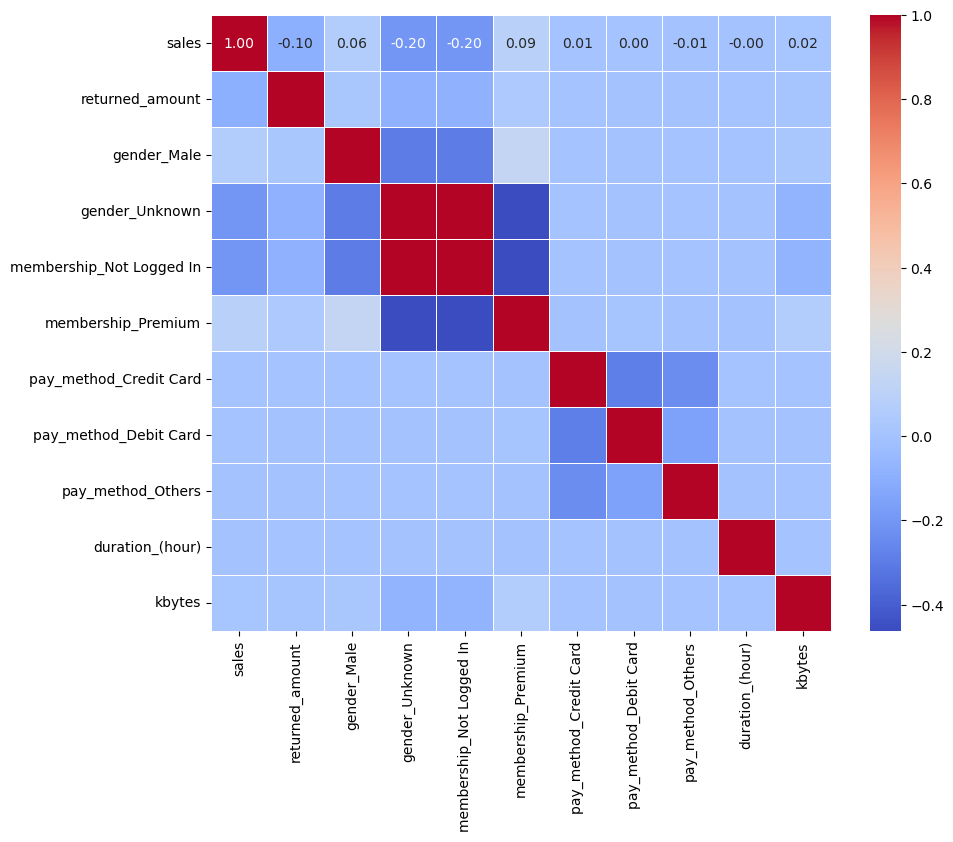 sales
1.00 -0.10 0.06 -0.20 -0.20 0.09 0.01 0.00 -0.01 -0.00 0.02
returned_amount
gender_Male
gender_Unknown
membership_Not Logged In
membership_Premium
pay_method_Credit Card
pay_method_Debit Card
pay_method_Others
duration_(hour)
kbytes
sales
returned_amount
gender_Male
gender_Unknown
membership_Not Logged In
membership_Premium
pay_method_Credit Card
pay_method_Debit Card
pay_method_Others
duration_(hour)
kbytes
1.0
0.8
0.6
0.4
0.2
0.0
−0.2
−0.4